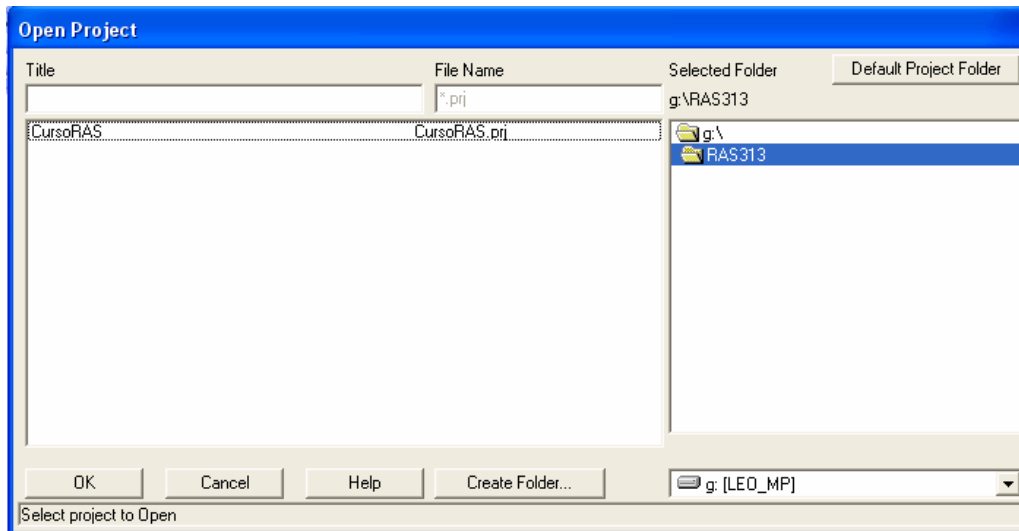 Open Project
Title File Name Selected Folder Default Project Folder
*.prj g:\RAS313
CursoRAS CursoRAS.prj g:\
RAS313
OK Cancel Help Create Folder... g: [LEO_MP]
Select project to Open